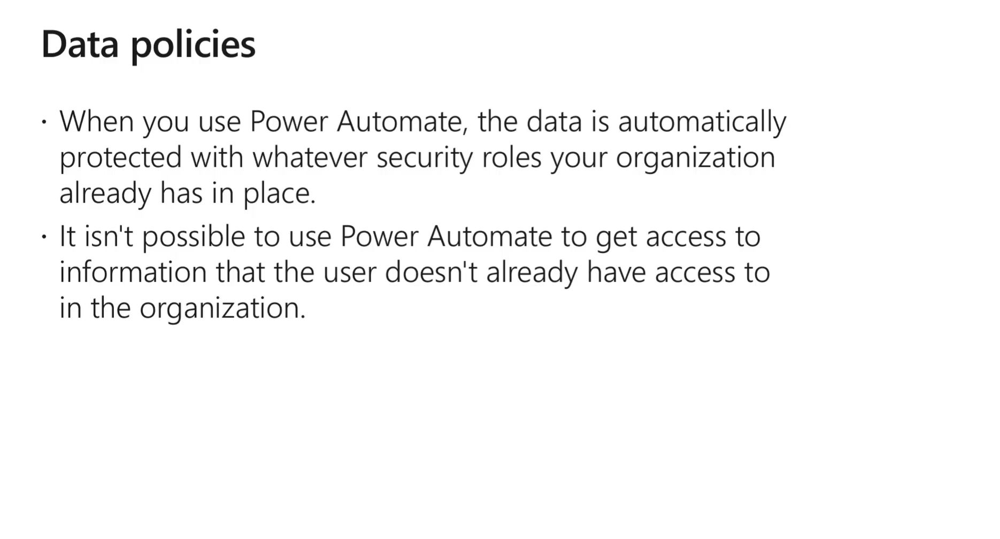 Data policies
· When you use Power Automate, the data is automatically
protected with whatever security roles your organization
already has in place.
· It isn't possible to use Power Automate to get access to
information that the user doesn't already have access to
in the organization.